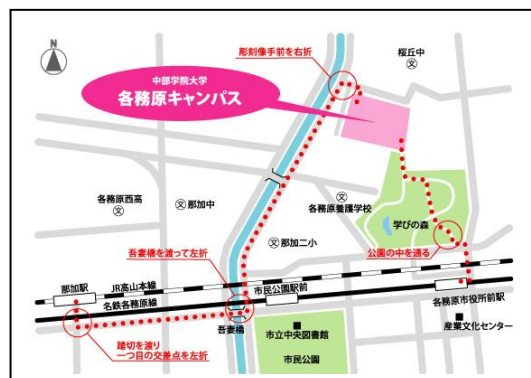 N
彫刻像手前を右折
桜丘中
文
中部学院大学
各務原キャンパス
各務原西高
文
文 那加中
文
各務原養護学校
学びの森
文 那加二小
公園の中を通る
吾妻橋を渡って左折
那加駅
JR高山本線
市民公園駅前
名鉄各務原線
各務原市役所前駅
吾妻橋
市立中央図書館
産業文化センター
踏切を渡り
一つ目の交差点を左折
市民公園